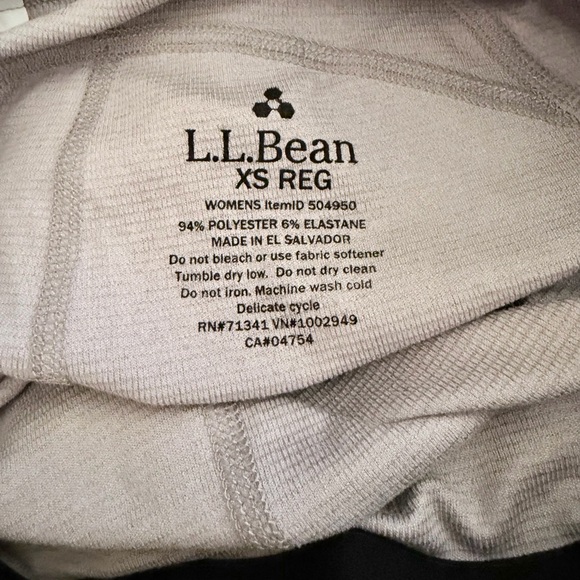 L.L.Bean
XS REG
WOMENS ItemID 504950
94% POLYESTER 6% ELASTANE
MADE IN EL SALVADOR
Do not bleach or use fabric softener
Tumble dry low. Do not dry clean
Do not iron. Machine wash cold
Delicate cycle
RN#71341 VN#1002949
CA#04754